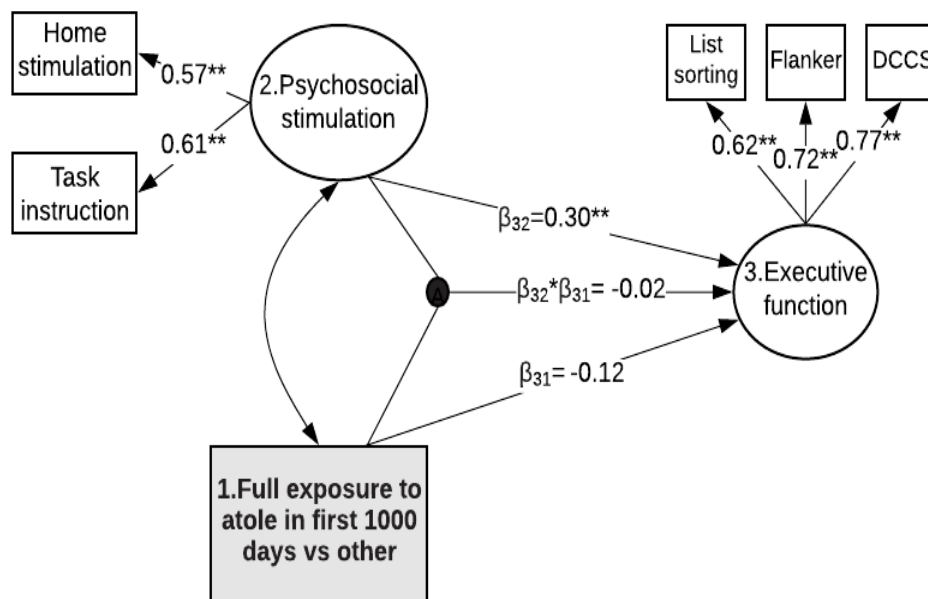 Home
stimulation
0.57**
0.61**
Task
instruction
2.Psychosocial
stimulation
List
sorting
Flanker
DCCS
0.62**
0.72**
0.77**
β32=0.30**
3.Executive
function
A
β32*β31= -0.02
β31= -0.12
1.Full exposure to
atole in first 1000
days vs other